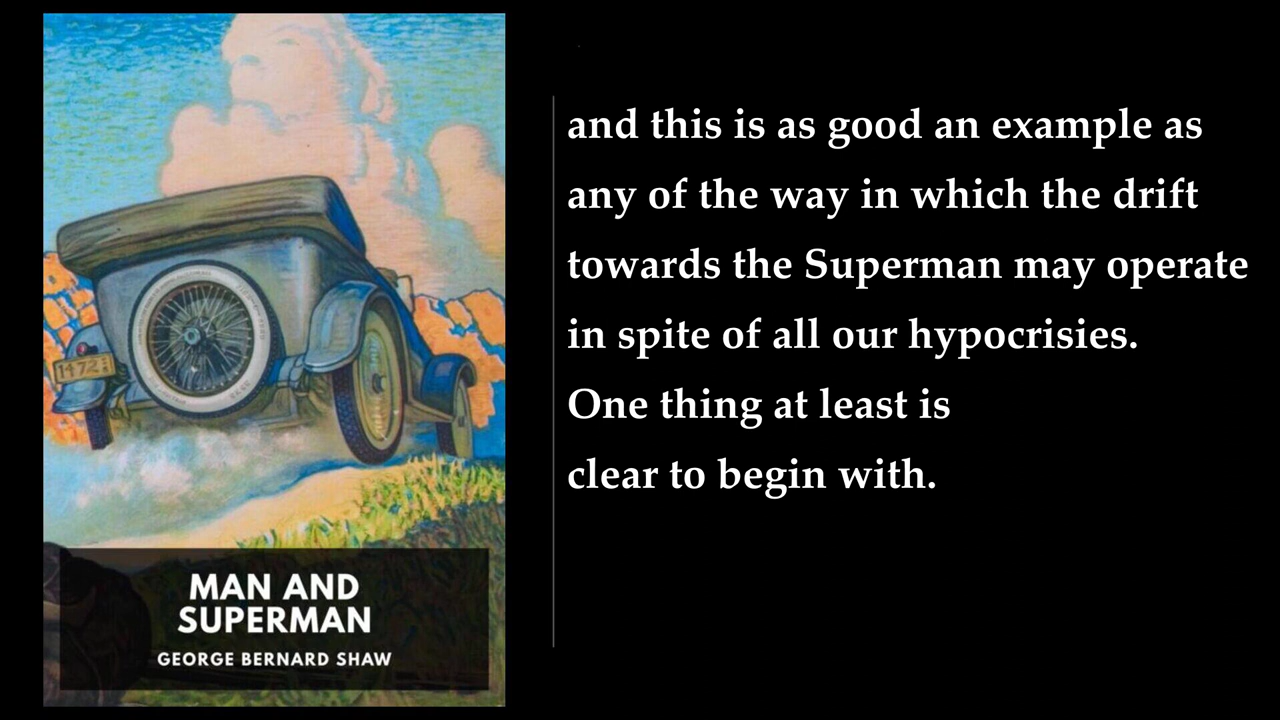 and this is as good an example as
any of the way in which the drift
towards the Superman may operate
in spite of all our hypocrisies.
One thing at least is
clear to begin with.
1472
MAN AND
SUPERMAN
GEORGE BERNARD SHAW